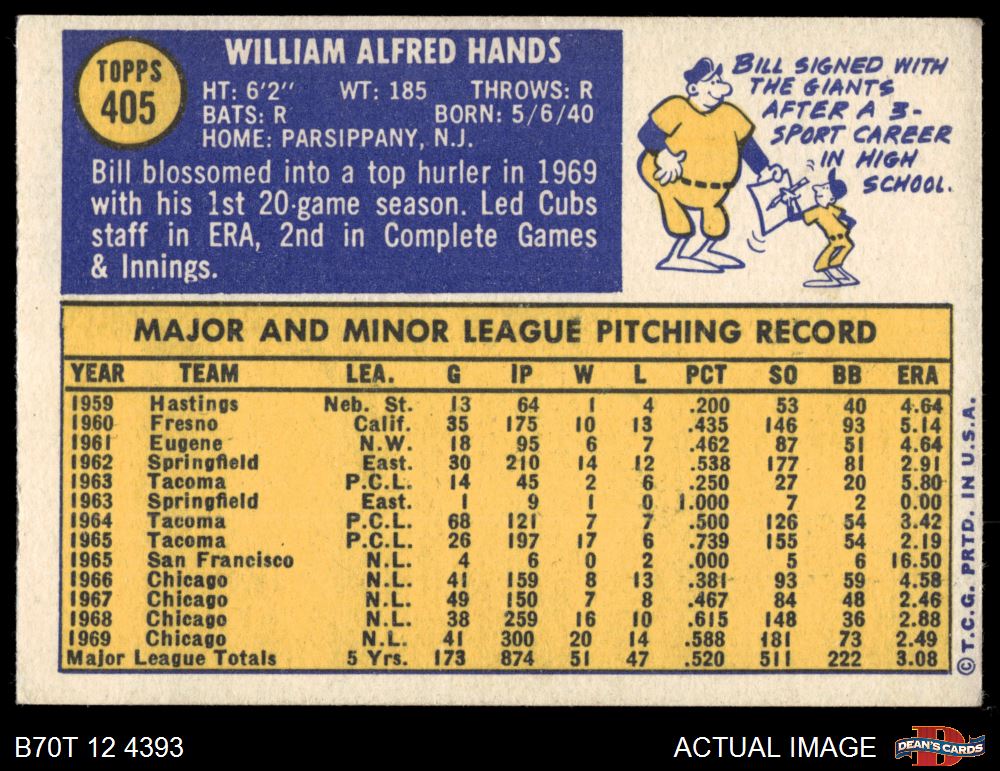 TOPPS
405
WILLIAM ALFRED HANDS
HT: 6'2" WT: 185 THROWS: R
BATS: R BORN: 5/6/40
HOME: PARSIPPANY, N.J.
Bill blossomed into a top hurler in 1969
with his 1st 20-game season. Led Cubs
staff in ERA, 2nd in Complete Games
& Innings.
BILL SIGNED WITH
THE GIANTS
AFTER A 3-
SPORT CAREER
IN HIGH
SCHOOL.
MAJOR AND MINOR LEAGUE PITCHING RECORD
YEAR TEAM LEA. G IP W L PCT SO BB ERA
1959 Hastings Neb. St. 13 64 1 4 .200 53 40 4.64
1960 Fresno Calif. 35 175 10 13 .435 146 93 5.14
1961 Eugene N.W. 18 95 6 7 .462 87 51 4.64
1962 Springfield East. 30 210 14 12 .538 177 81 2.91
1963 Tacoma P.C.L. 14 45 2 6 .250 27 20 5.80
1963 Springfield East. 1 9 1 0 1.000 7 2 0.00
1964 Tacoma P.C.L. 68 121 7 7 .500 126 54 3.42
1965 Tacoma P.C.L. 26 197 17 6 .739 155 54 2.19
1965 San Francisco N.L. 4 6 0 2 .000 5 6 16.50
1966 Chicago N.L. 41 159 8 13 .381 93 59 4.58
1967 Chicago N.L. 49 150 7 8 .467 84 48 2.46
1968 Chicago N.L. 38 259 16 10 .615 148 36 2.88
1969 Chicago N.L. 41 300 20 14 .588 181 73 2.49
Major League Totals 5 Yrs. 173 874 51 47 .520 511 222 3.08
© T.C.G. PRTD. IN U.S.A.
B70T 12 4393
ACTUAL IMAGE
D
DEAN'S CARDS